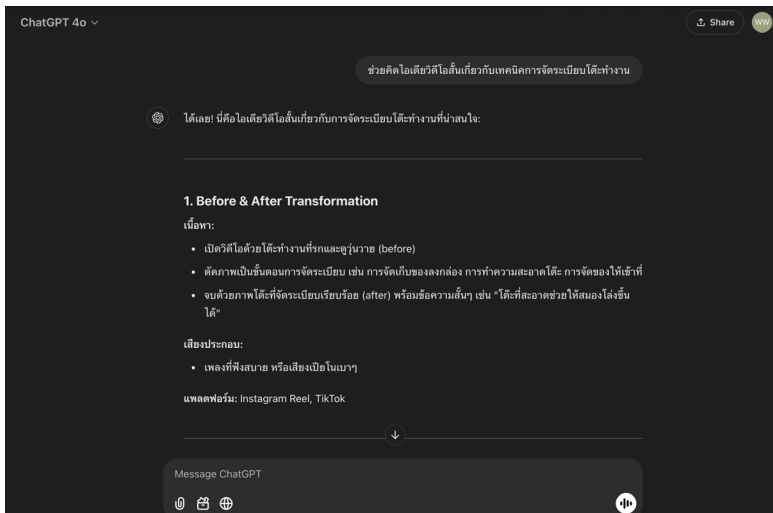 ChatGPT 4o
Share
WW
ช่วยคิดไอเดียวิดีโอสั้นเกี่ยวกับเทคนิคการจัดระเบียบโต๊ะทำงาน
ได้เลย! นี่คือไอเดียวิดีโอสั้นเกี่ยวกับการจัดระเบียบโต๊ะทำงานที่น่าสนใจ:
1. Before & After Transformation
เนื้อหา:
• เปิดวิดีโอด้วยโต๊ะทำงานที่รกและดูวุ่นวาย (before)
• ตัดภาพเป็นขั้นตอนการจัดระเบียบ เช่น การจัดเก็บของลงกล่อง การทำความสะอาดโต๊ะ การจัดของให้เข้าที่
• จบด้วยภาพโต๊ะที่จัดระเบียบเรียบร้อย (after) พร้อมข้อความสั้นๆ เช่น "โต๊ะที่สะอาดช่วยให้สมองโล่งขึ้น
ได้"
เสียงประกอบ:
• เพลงที่ฟังสบาย หรือเสียงเปียโนเบาๆ
แพลตฟอร์ม: Instagram Reel, TikTok
Message ChatGPT